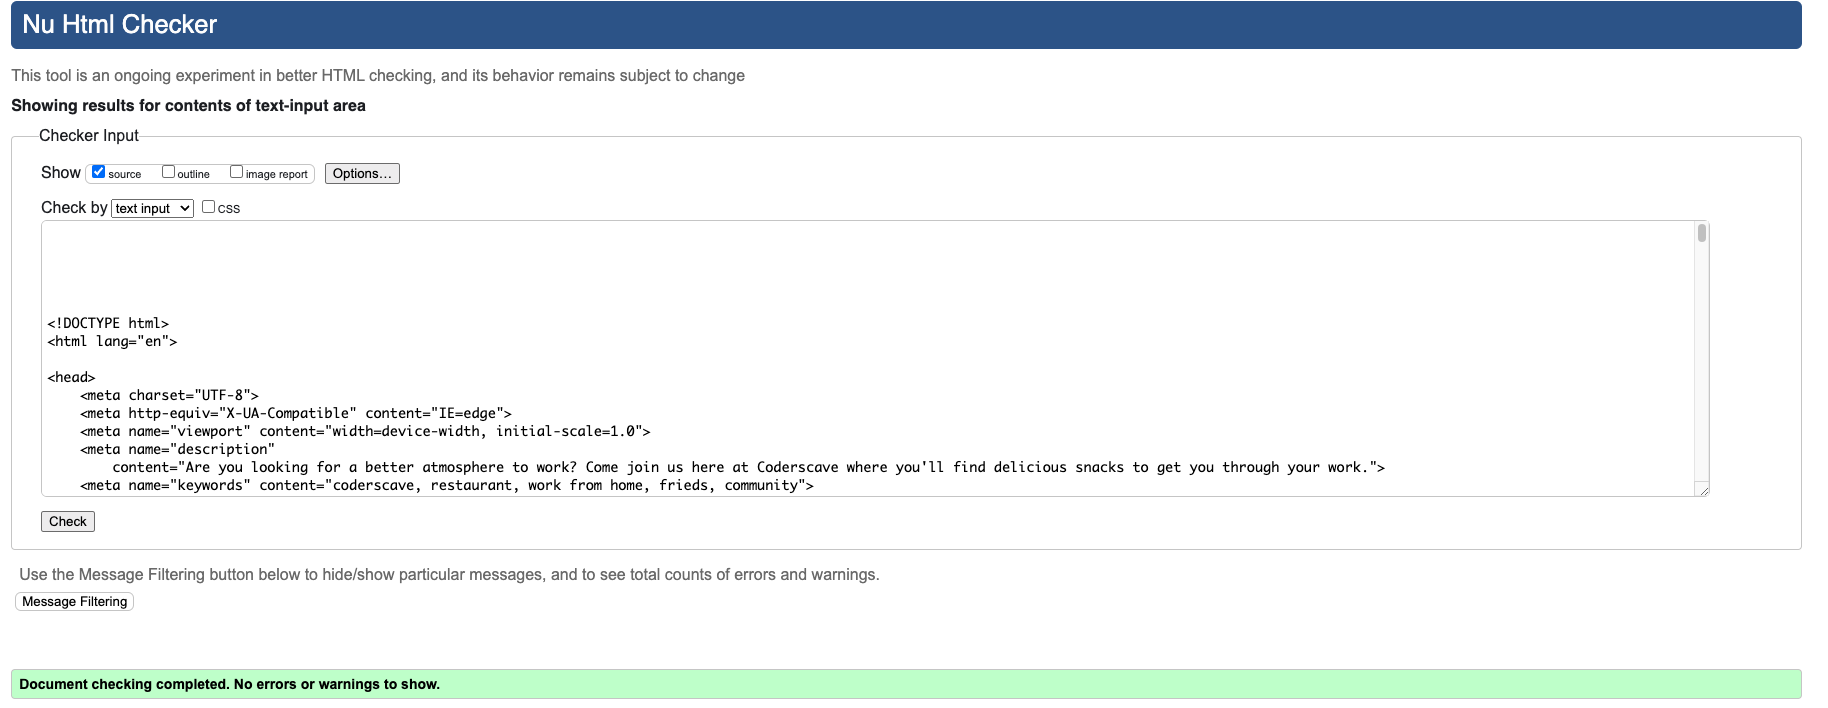 Nu Html Checker
This tool is an ongoing experiment in better HTML checking, and its behavior remains subject to change
Showing results for contents of text-input area
Checker Input
Show source outline image report Options...
Check by text input css
<!DOCTYPE html>
<html lang="en">
<head>
<meta charset="UTF-8">
<meta http-equiv="X-UA-Compatible" content="IE=edge">
<meta name="viewport" content="width=device-width, initial-scale=1.0">
<meta name="description"
content="Are you looking for a better atmosphere to work? Come join us here at Coderscave where you'll find delicious snacks to get you through your work.">
<meta name="keywords" content="coderscave, restaurant, work from home, frieds, community">
Check
Use the Message Filtering button below to hide/show particular messages, and to see total counts of errors and warnings.
Message Filtering
Document checking completed. No errors or warnings to show.